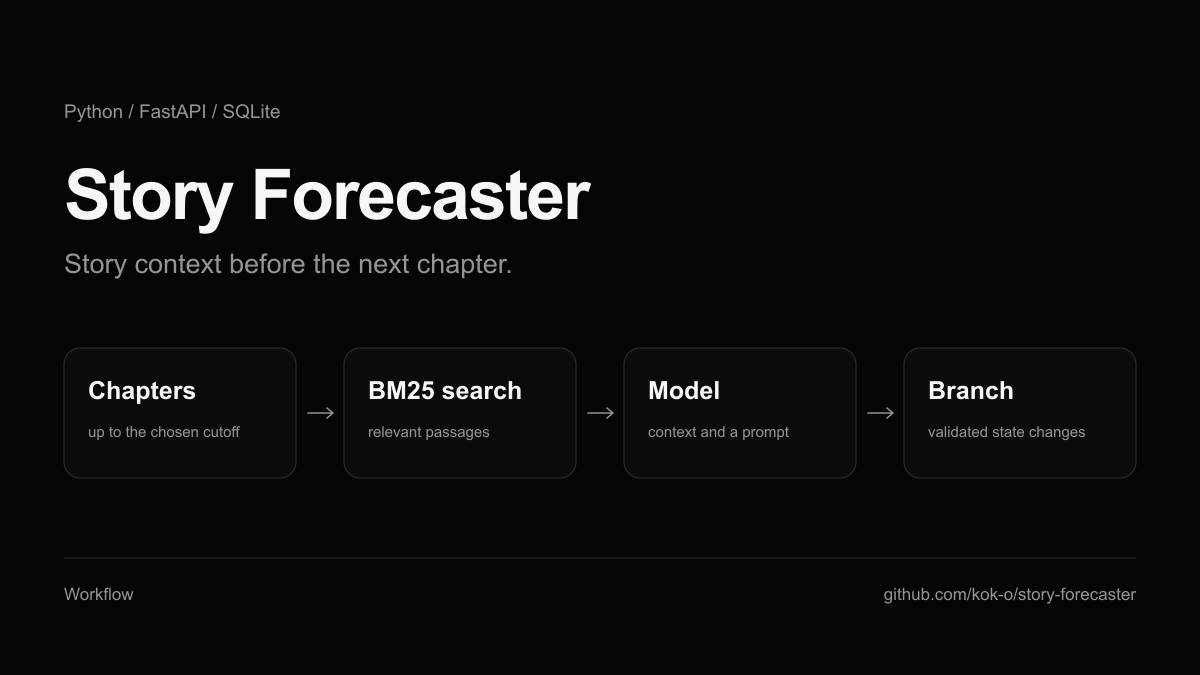 Python / FastAPI / SQLite
Story Forecaster
Story context before the next chapter.
Chapters
up to the chosen cutoff
BM25 search
relevant passages
Model
context and a prompt
Branch
validated state changes
Workflow
github.com/kok-o/story-forecaster